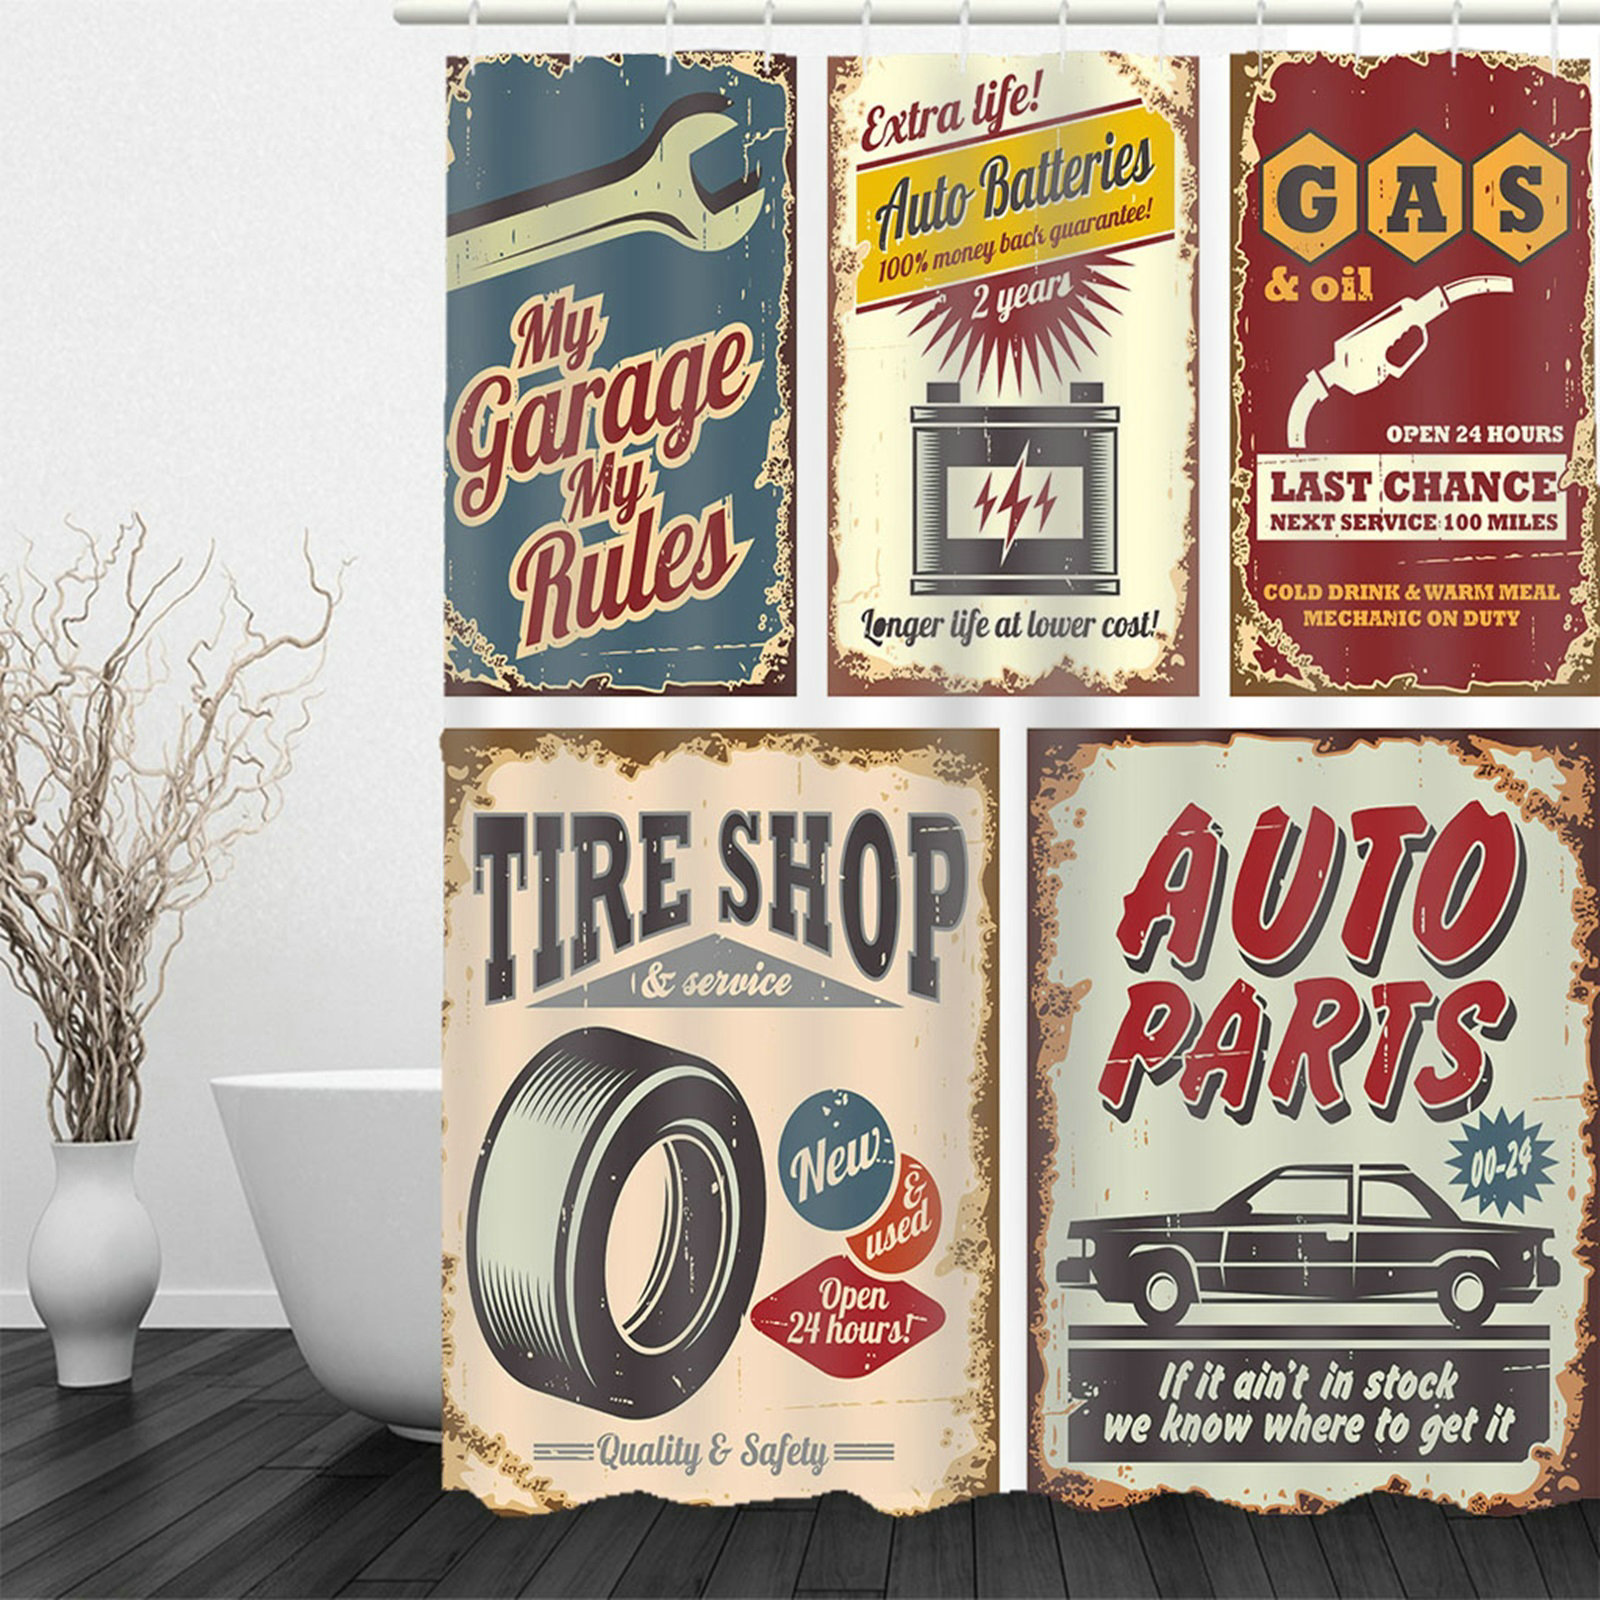 My
Garage
My
Rules
Extra life!
Auto Batteries
100% money back guarantee!
2 years
Longer life at lower cost!
GAS
& oil
OPEN 24 HOURS
LAST CHANCE
NEXT SERVICE 100 MILES
COLD DRINK & WARM MEAL
MECHANIC ON DUTY
TIRE SHOP
& service
New
&
used
Open
24 hours!
Quality & Safety
AUTO
PARTS
00-24
If it ain't in stock
we know where to get it